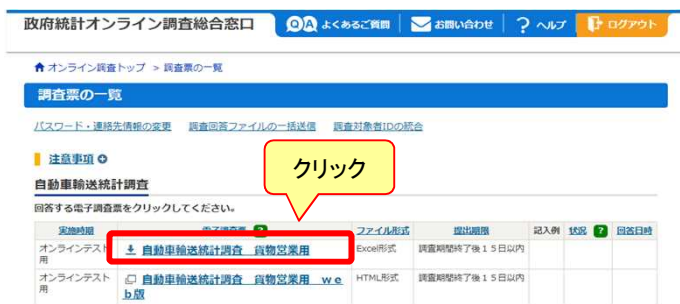 政府統計オンライン調査総合窓口 Q&A よくあるご質問 お問い合わせ ? ヘルプ ログアウト
オンライン調査トップ > 調査票の一覧
調査票の一覧
パスワード・連絡先情報の変更 調査回答ファイルの一括送信 調査対象者IDの統合
注意事項
クリック
自動車輸送統計調査
回答する電子調査票をクリックしてください。
実施時期 電子調査票 ? ファイル形式 提出期限 記入例 状況 ? 回答日時
オンラインテスト用 自動車輸送統計調査 貨物営業用 Excel形式 調査期間終了後15日以内
オンラインテスト用 自動車輸送統計調査 貨物営業用 we HTML形式 調査期間終了後15日以内
b版